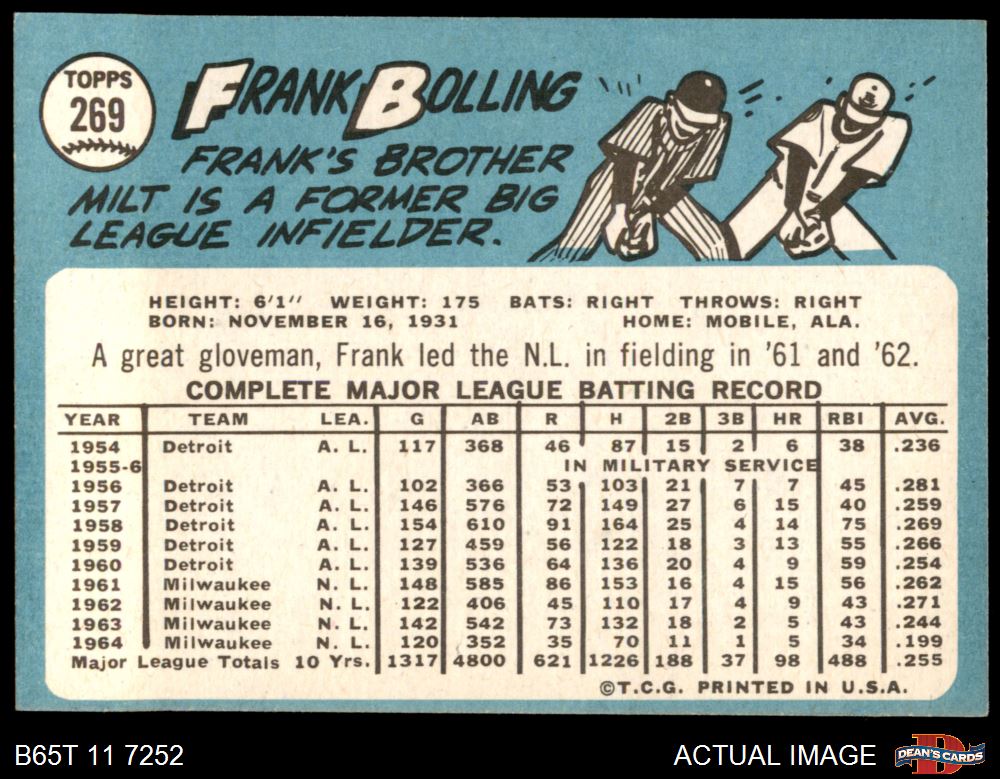 TOPPS
269
FRANK BOLLING
FRANK'S BROTHER
MILT IS A FORMER BIG
LEAGUE INFIELDER.
HEIGHT: 6'1" WEIGHT: 175 BATS: RIGHT THROWS: RIGHT
BORN: NOVEMBER 16, 1931 HOME: MOBILE, ALA.
A great gloveman, Frank led the N.L. in fielding in '61 and '62.
COMPLETE MAJOR LEAGUE BATTING RECORD
YEAR TEAM LEA. G AB R H 2B 3B HR RBI AVG.
1954 Detroit A. L. 117 368 46 87 15 2 6 38 .236
1955-6 IN MILITARY SERVICE
1956 Detroit A. L. 102 366 53 103 21 7 7 45 .281
1957 Detroit A. L. 146 576 72 149 27 6 15 40 .259
1958 Detroit A. L. 154 610 91 164 25 4 14 75 .269
1959 Detroit A. L. 127 459 56 122 18 3 13 55 .266
1960 Detroit A. L. 139 536 64 136 20 4 9 59 .254
1961 Milwaukee N. L. 148 585 86 153 16 4 15 56 .262
1962 Milwaukee N. L. 122 406 45 110 17 4 9 43 .271
1963 Milwaukee N. L. 142 542 73 132 18 2 5 43 .244
1964 Milwaukee N. L. 120 352 35 70 11 1 5 34 .199
Major League Totals 10 Yrs. 1317 4800 621 1226 188 37 98 488 .255
©T.C.G. PRINTED IN U.S.A.
B65T 11 7252
ACTUAL IMAGE
DEAN'S CARDS